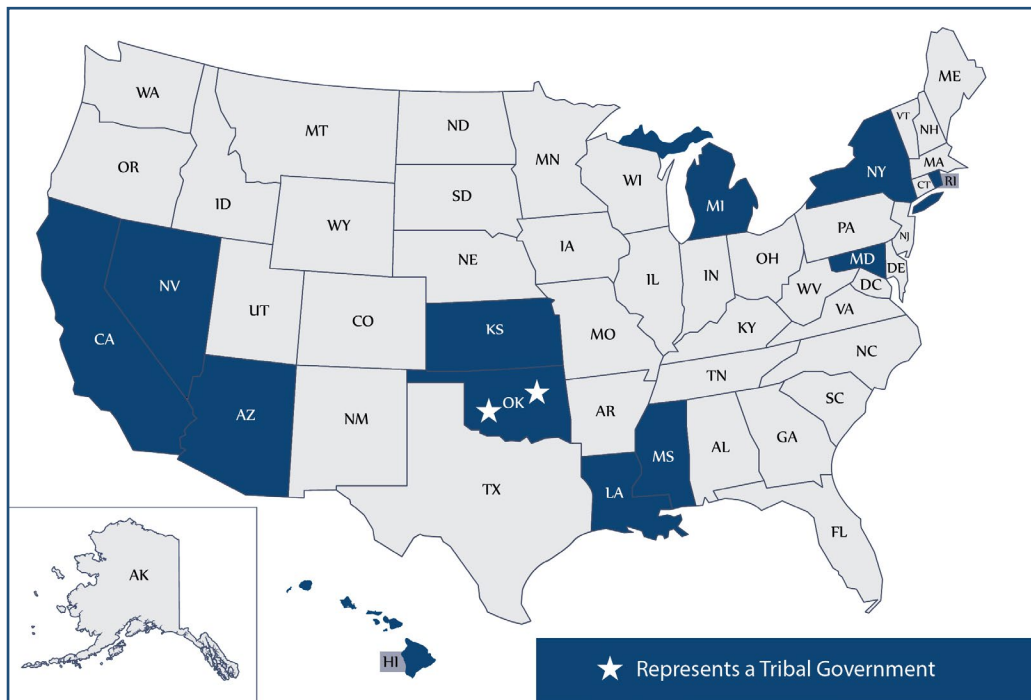 WA
MT
ND
MN
ME
VT
NH
OR
ID
WY
SD
WI
MI
NY
MA
CT
RI
IA
PA
NJ
NE
NV
UT
CO
IL
IN
OH
MD
DE
WV
DC
VA
CA
KS
MO
KY
NC
TN
AZ
NM
OK
AR
SC
MS
AL
GA
TX
LA
FL
AK
HI
Represents a Tribal Government